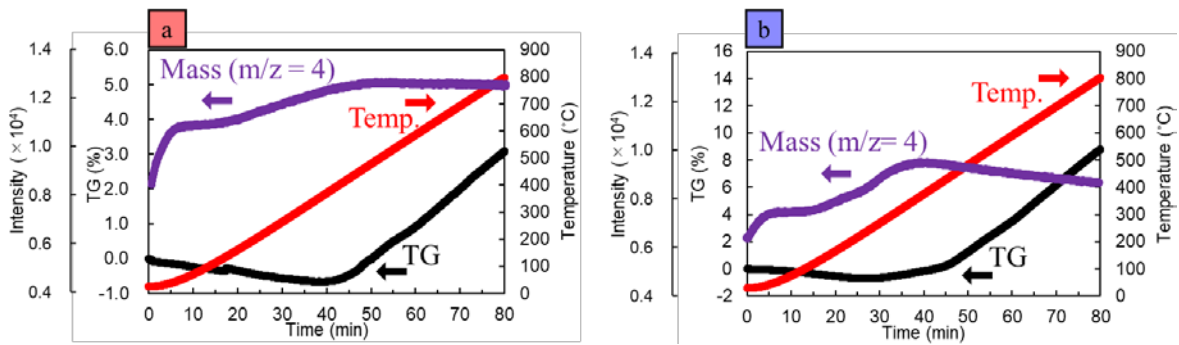 a
Mass (m/z = 4)
Temp.
TG
Intensity ( × 10⁴)
1.4
1.2
1.0
0.8
0.6
0.4
TG (%)
6.0
5.0
4.0
3.0
2.0
1.0
0.0
-1.0
Temperature (°C)
900
800
700
600
500
400
300
200
100
0
0 10 20 30 40 50 60 70 80
Time (min)
b
Mass (m/z= 4)
Temp.
TG
Intensity ( × 10⁴)
1.4
1.2
1.0
0.8
0.6
0.4
TG (%)
16
14
12
10
8
6
4
2
0
-2
Temperature (°C)
900
800
700
600
500
400
300
200
100
0
0 10 20 30 40 50 60 70 80
Time (min)